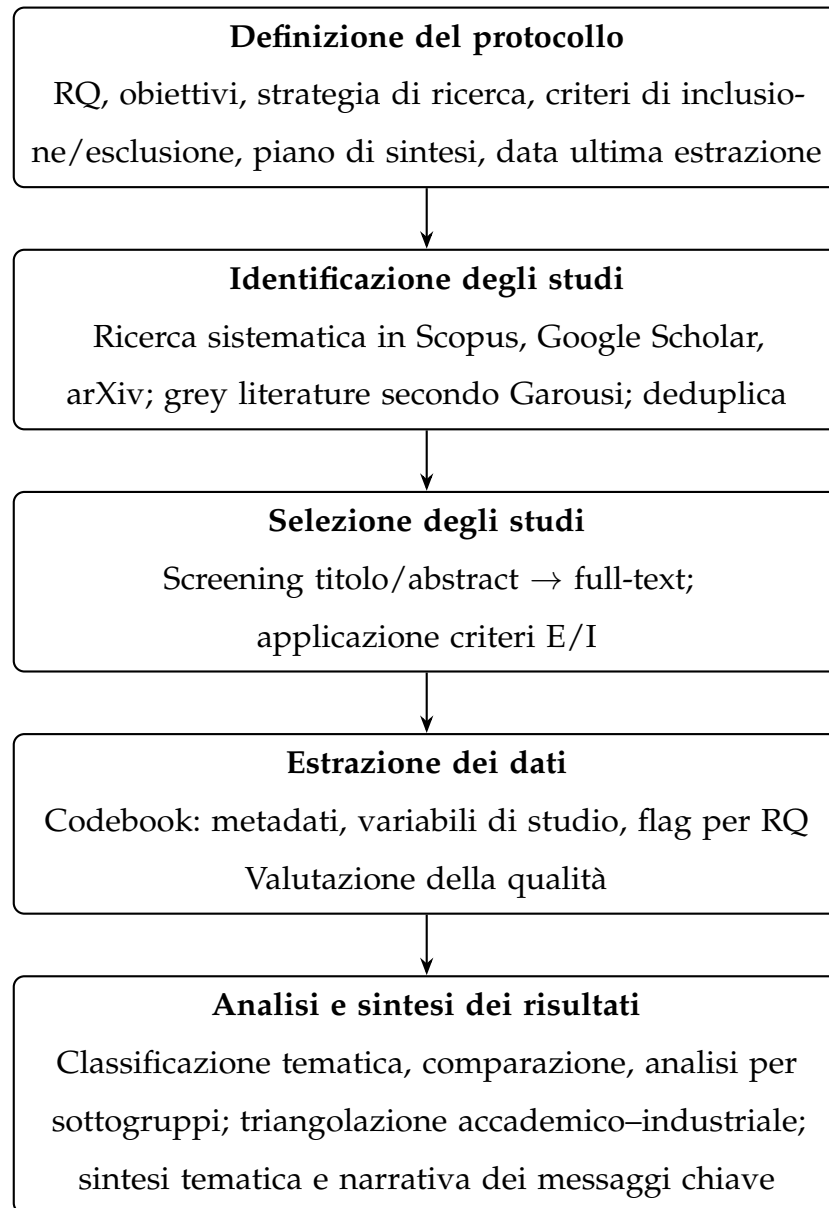 Definizione del protocollo
RQ, obiettivi, strategia di ricerca, criteri di inclusio-
ne/esclusione, piano di sintesi, data ultima estrazione
Identificazione degli studi
Ricerca sistematica in Scopus, Google Scholar,
arXiv; grey literature secondo Garousi; deduplica
Selezione degli studi
Screening titolo/abstract → full-text;
applicazione criteri E/I
Estrazione dei dati
Codebook: metadati, variabili di studio, flag per RQ
Valutazione della qualità
Analisi e sintesi dei risultati
Classificazione tematica, comparazione, analisi per
sottogruppi; triangolazione accademico–industriale;
sintesi tematica e narrativa dei messaggi chiave